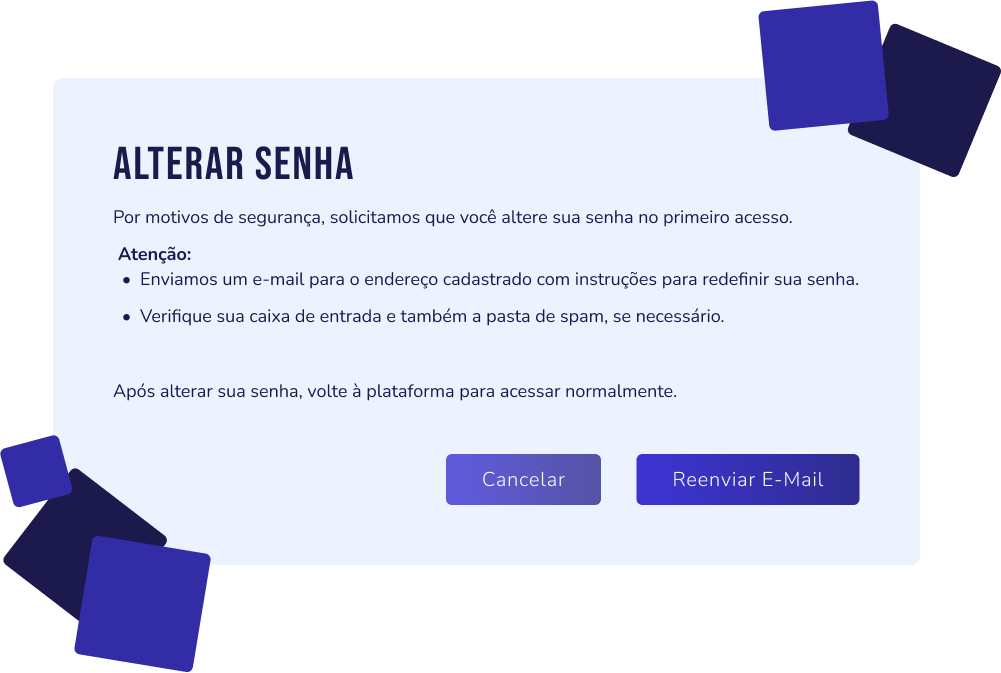 ALTERAR SENHA
Por motivos de segurança, solicitamos que você altere sua senha no primeiro acesso.
Atenção:
• Enviamos um e-mail para o endereço cadastrado com instruções para redefinir sua senha.
• Verifique sua caixa de entrada e também a pasta de spam, se necessário.
Após alterar sua senha, volte à plataforma para acessar normalmente.
Cancelar
Reenviar E-Mail